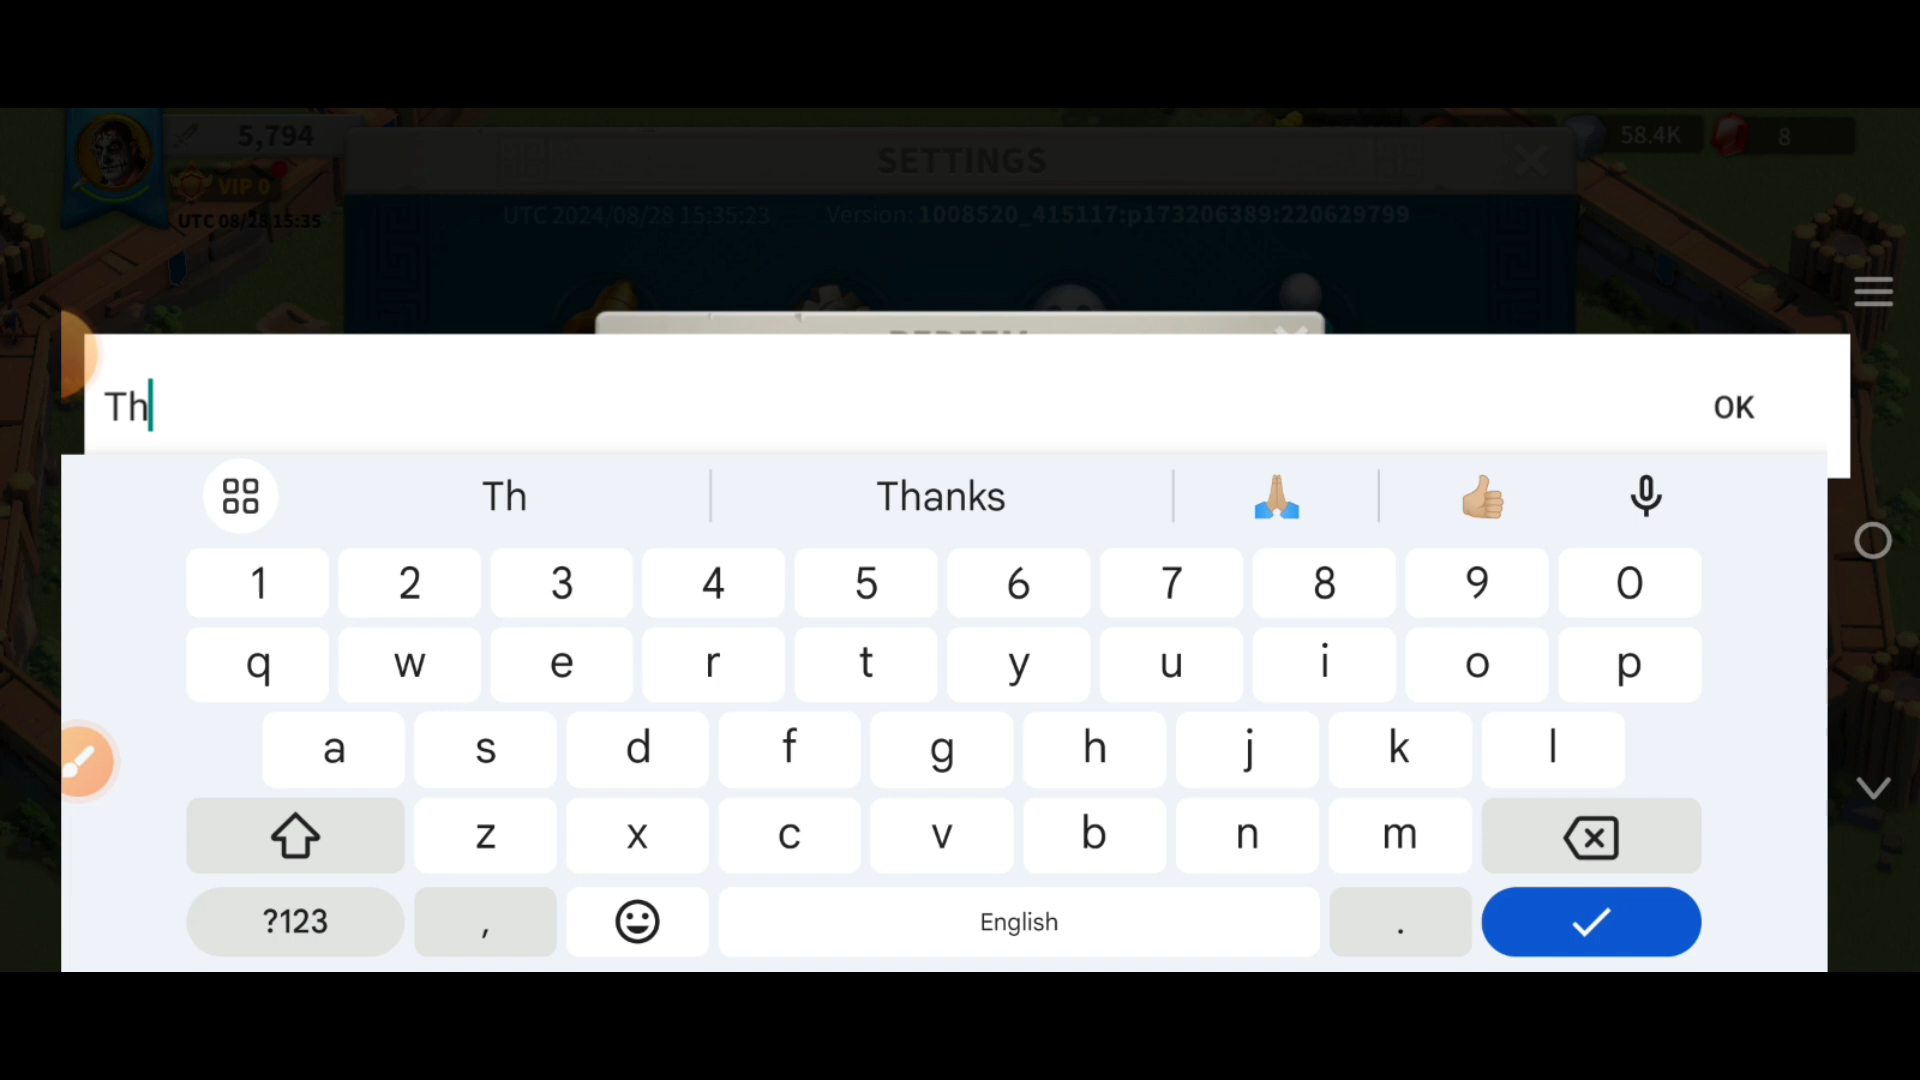 5,794
SETTINGS
58.4K
8
VIP 0
UTC 08/28 15:35
UTC 2024/08/28 15:35:23
Version: 1008520_415117:p173206389:220629799
REDEEM
Th
OK
Th
Thanks
1 2 3 4 5 6 7 8 9 0
q w e r t y u i o p
a s d f g h j k l
z x c v b n m
?123 , English .